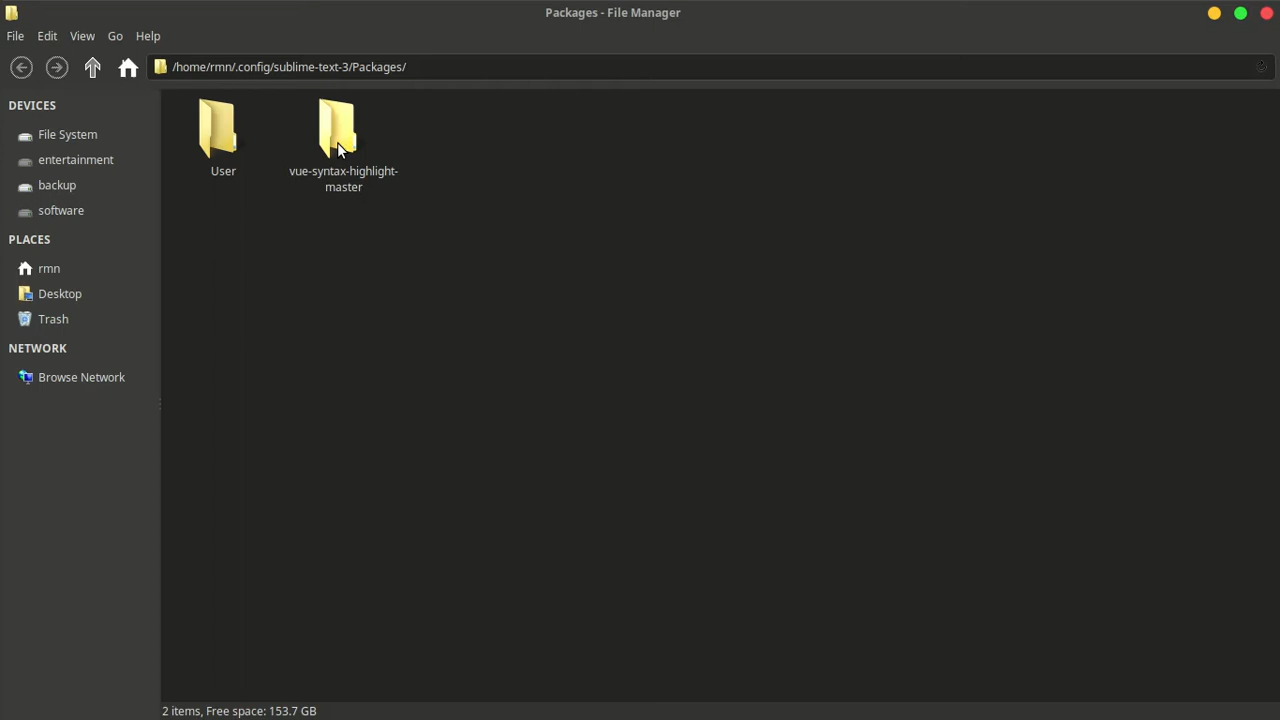 Packages - File Manager
File Edit View Go Help
/home/rmn/.config/sublime-text-3/Packages/
DEVICES
File System
entertainment
backup
software
PLACES
rmn
Desktop
Trash
NETWORK
Browse Network
User
vue-syntax-highlight-
master
2 items, Free space: 153.7 GB